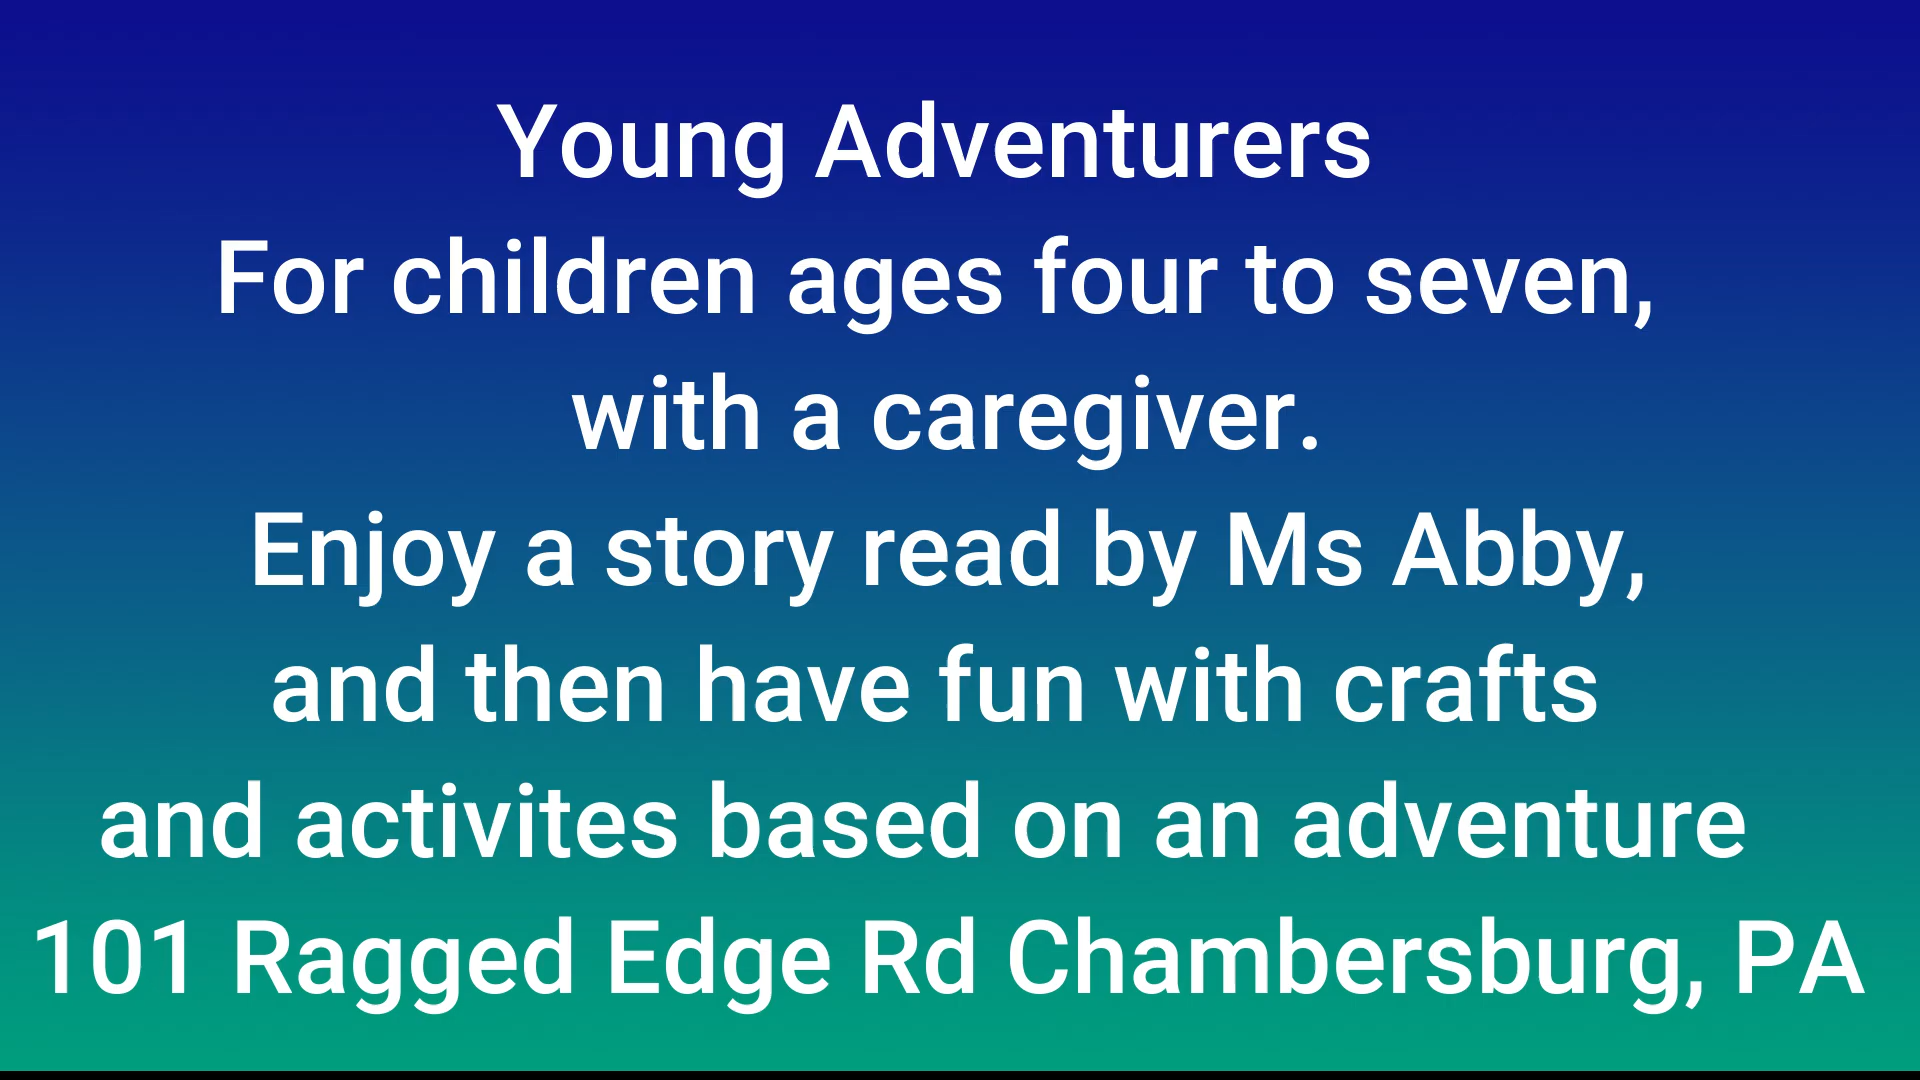 Young Adventurers
For children ages four to seven,
with a caregiver.
Enjoy a story read by Ms Abby,
and then have fun with crafts
and activites based on an adventure
101 Ragged Edge Rd Chambersburg, PA